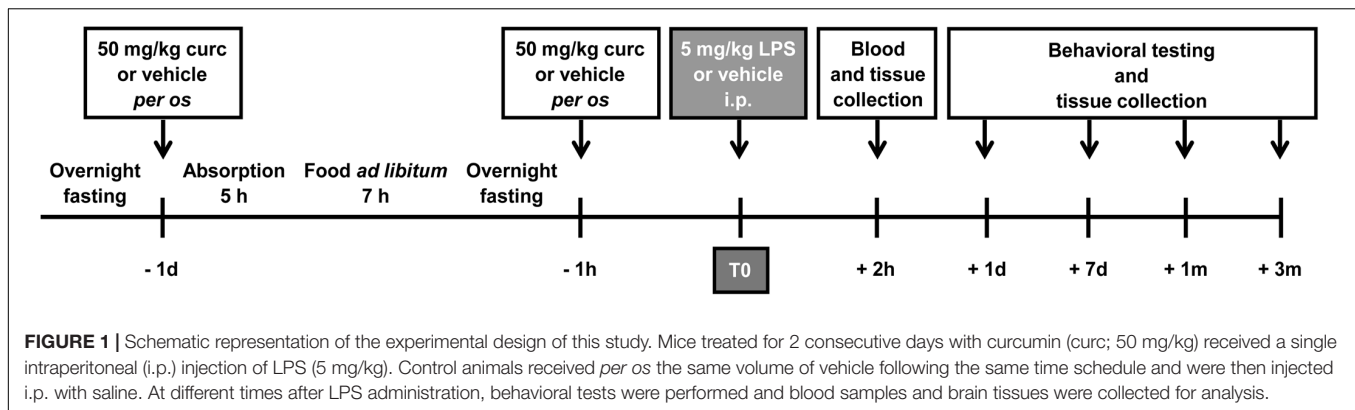 50 mg/kg curc
or vehicle
per os
50 mg/kg curc
or vehicle
per os
5 mg/kg LPS
or vehicle
i.p.
Blood
and tissue
collection
Behavioral testing
and
tissue collection
Overnight
fasting
Absorption
5 h
Food ad libitum
7 h
Overnight
fasting
- 1d
- 1h
T0
+ 2h
+ 1d
+ 7d
+ 1m
+ 3m
FIGURE 1 | Schematic representation of the experimental design of this study. Mice treated for 2 consecutive days with curcumin (curc; 50 mg/kg) received a single
intraperitoneal (i.p.) injection of LPS (5 mg/kg). Control animals received per os the same volume of vehicle following the same time schedule and were then injected
i.p. with saline. At different times after LPS administration, behavioral tests were performed and blood samples and brain tissues were collected for analysis.